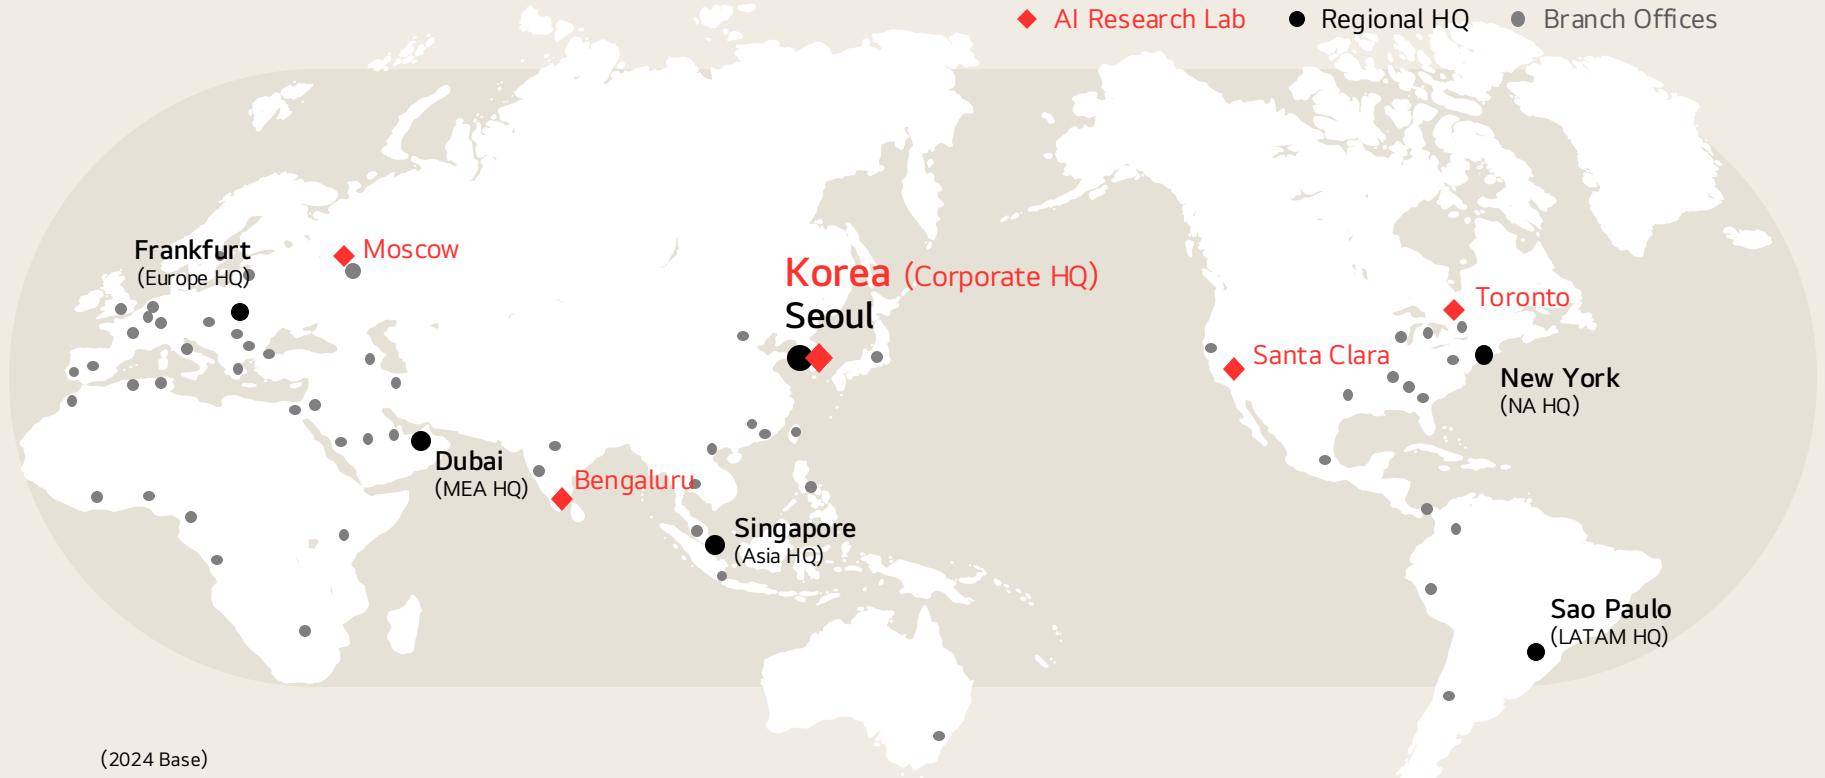 AI Research Lab
Regional HQ
Branch Offices
Frankfurt
(Europe HQ)
Moscow
Korea (Corporate HQ)
Seoul
Toronto
Santa Clara
New York
(NA HQ)
Dubai
(MEA HQ)
Bengaluru
Singapore
(Asia HQ)
Sao Paulo
(LATAM HQ)
(2024 Base)